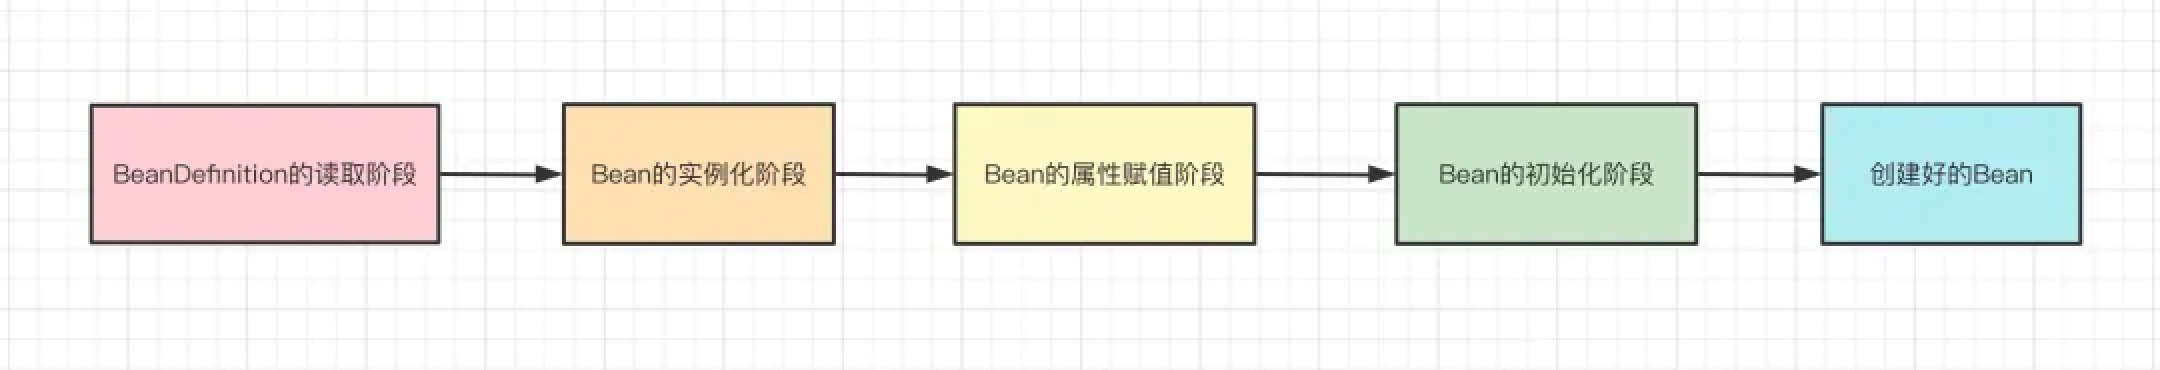 BeanDefinition的读取阶段
Bean的实例化阶段
Bean的属性赋值阶段
Bean的初始化阶段
创建好的Bean